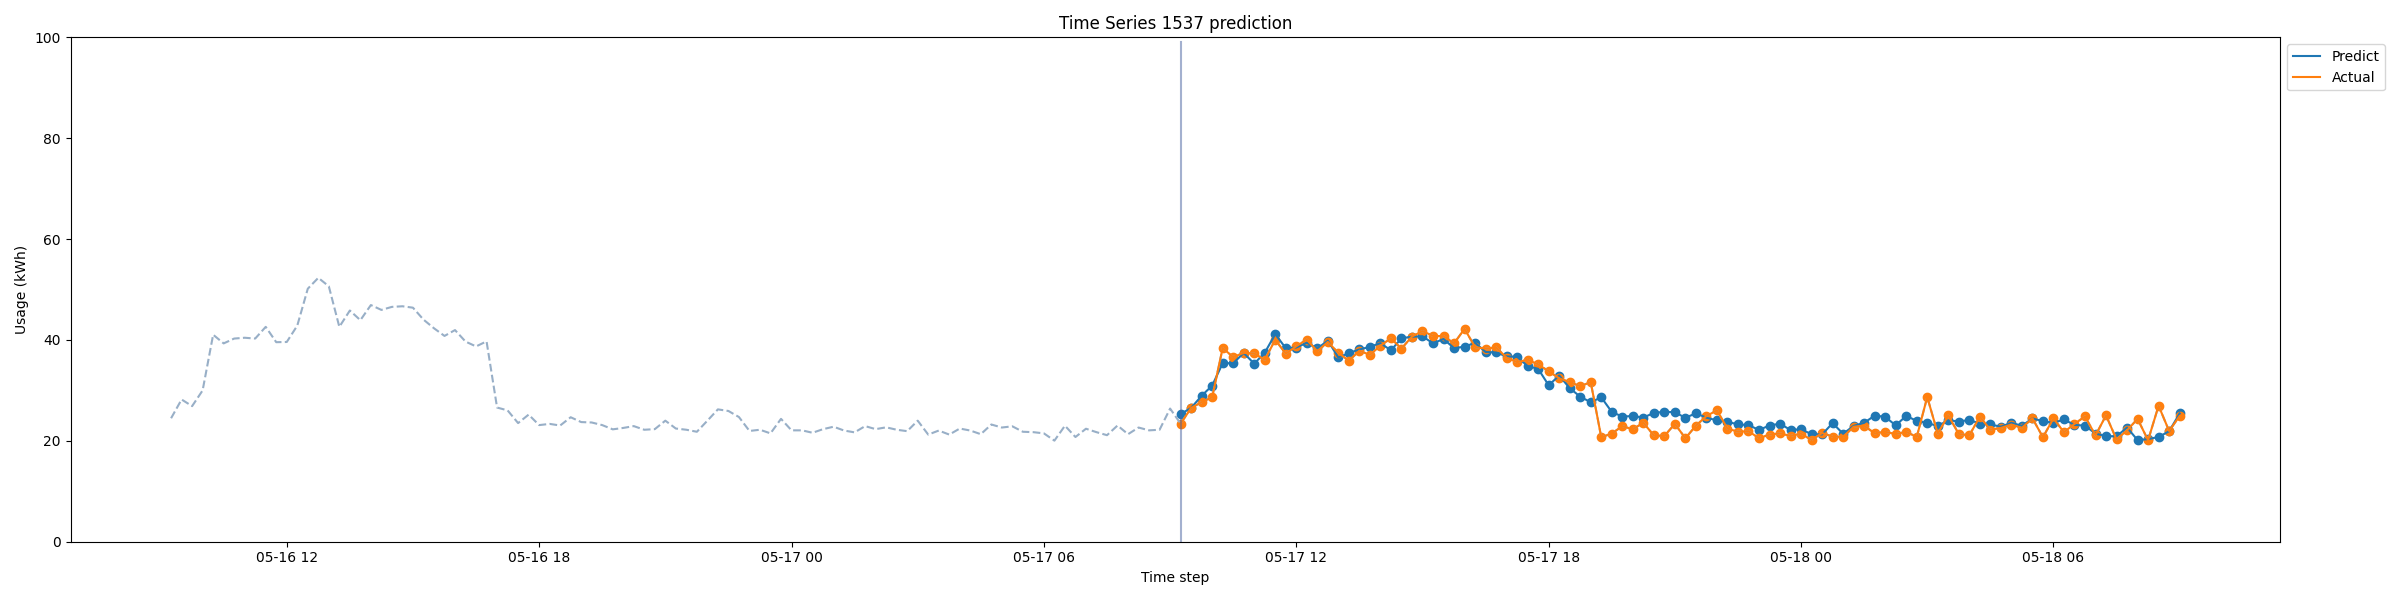 Time Series 1537 prediction
100
80
60
40
20
0
Usage (kWh)
05-16 12
05-16 18
05-17 00
05-17 06
05-17 12
05-17 18
05-18 00
05-18 06
Time step
Predict
Actual